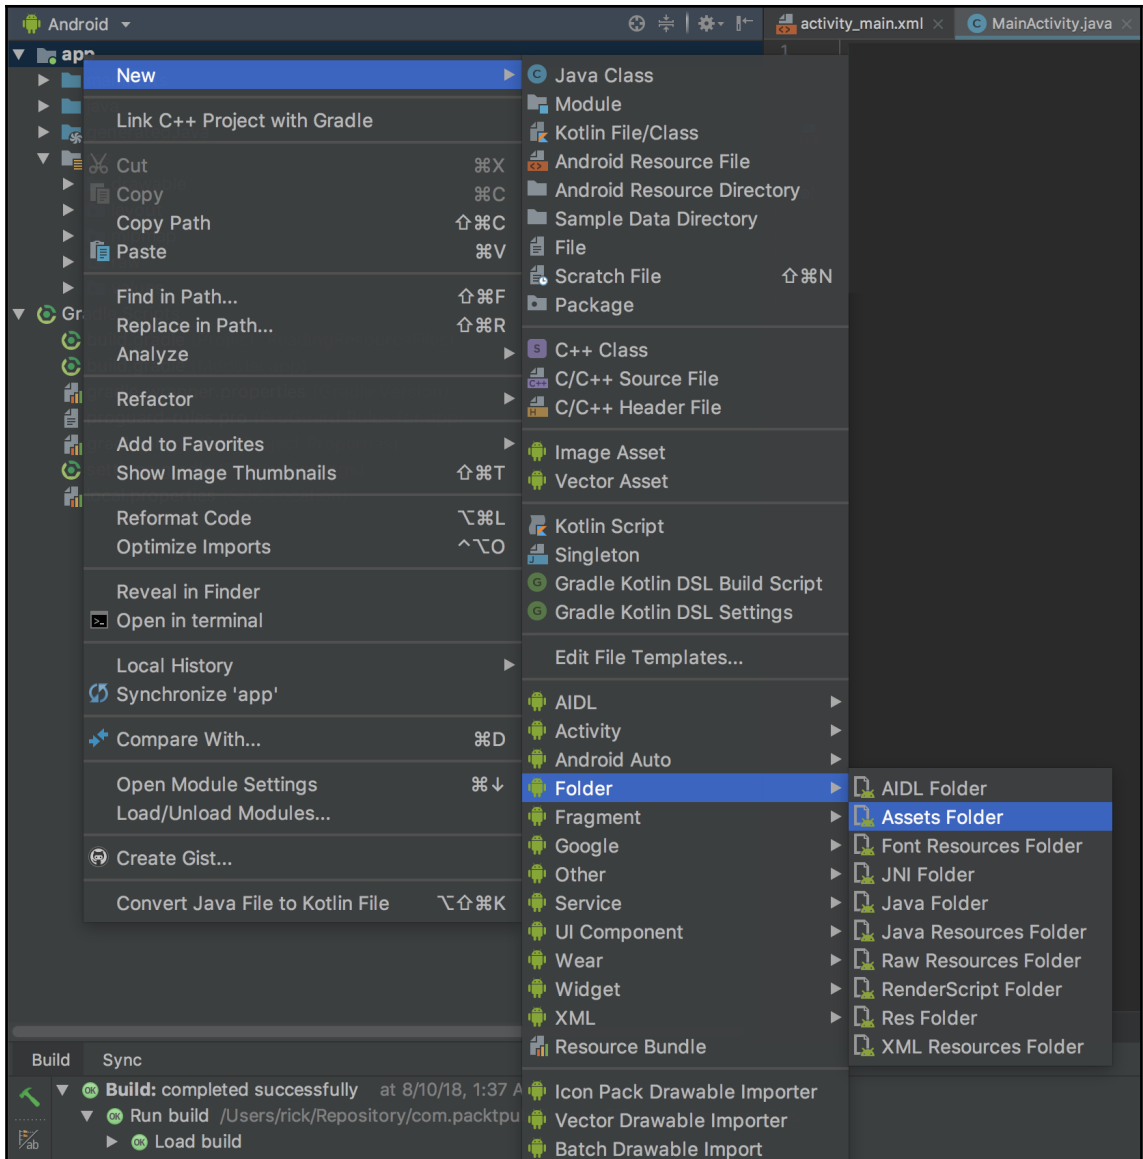 Android
activity_main.xml
MainActivity.java
app
1
New
Link C++ Project with Gradle
Cut ⌘X
Copy ⌘C
Copy Path ⇧⌘C
Paste ⌘V
Find in Path... ⇧⌘F
Replace in Path... ⇧⌘R
Analyze
Refactor
Add to Favorites
Show Image Thumbnails ⇧⌘T
Reformat Code ⌥⌘L
Optimize Imports ^⌥O
Reveal in Finder
Open in terminal
Local History
Synchronize 'app'
Compare With... ⌘D
Open Module Settings ⌘↓
Load/Unload Modules...
Create Gist...
Convert Java File to Kotlin File ⌥⇧⌘K
Java Class
Module
Kotlin File/Class
Android Resource File
Android Resource Directory
Sample Data Directory
File
Scratch File ⇧⌘N
Package
C++ Class
C/C++ Source File
C/C++ Header File
Image Asset
Vector Asset
Kotlin Script
Singleton
Gradle Kotlin DSL Build Script
Gradle Kotlin DSL Settings
Edit File Templates...
AIDL
Activity
Android Auto
Folder
Fragment
Google
Other
Service
UI Component
Wear
Widget
XML
Resource Bundle
Icon Pack Drawable Importer
Vector Drawable Importer
Batch Drawable Import
AIDL Folder
Assets Folder
Font Resources Folder
JNI Folder
Java Folder
Java Resources Folder
Raw Resources Folder
RenderScript Folder
Res Folder
XML Resources Folder
Build Sync
Build: completed successfully at 8/10/18, 1:37 A
Run build /Users/rick/Repository/com.packtpu
Load build